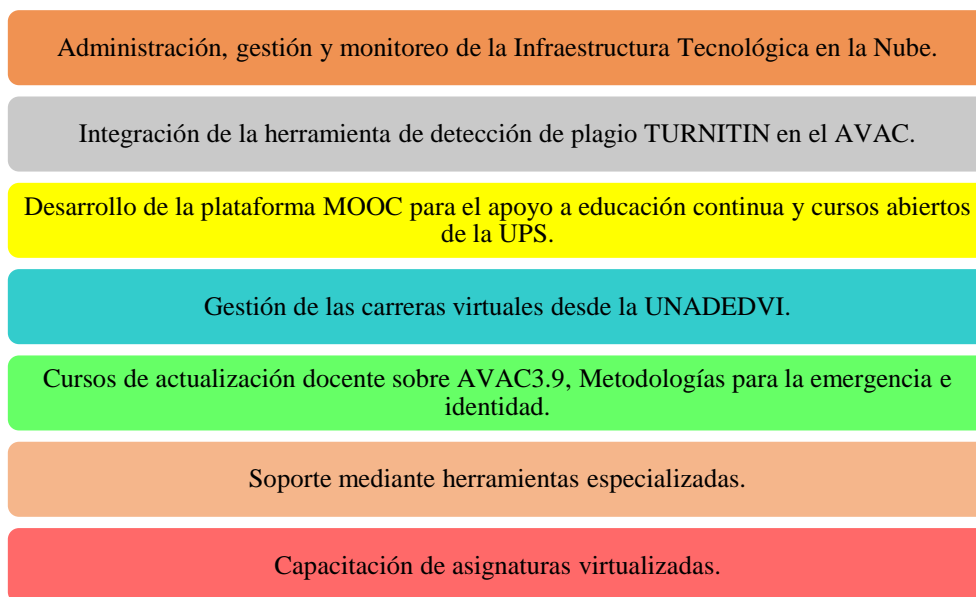 Administración, gestión y monitoreo de la Infraestructura Tecnológica en la Nube.
Integración de la herramienta de detección de plagio TURNITIN en el AVAC.
Desarrollo de la plataforma MOOC para el apoyo a educación continua y cursos abiertos
de la UPS.
Gestión de las carreras virtuales desde la UNADEDVI.
Cursos de actualización docente sobre AVAC3.9, Metodologías para la emergencia e
identidad.
Soporte mediante herramientas especializadas.
Capacitación de asignaturas virtualizadas.